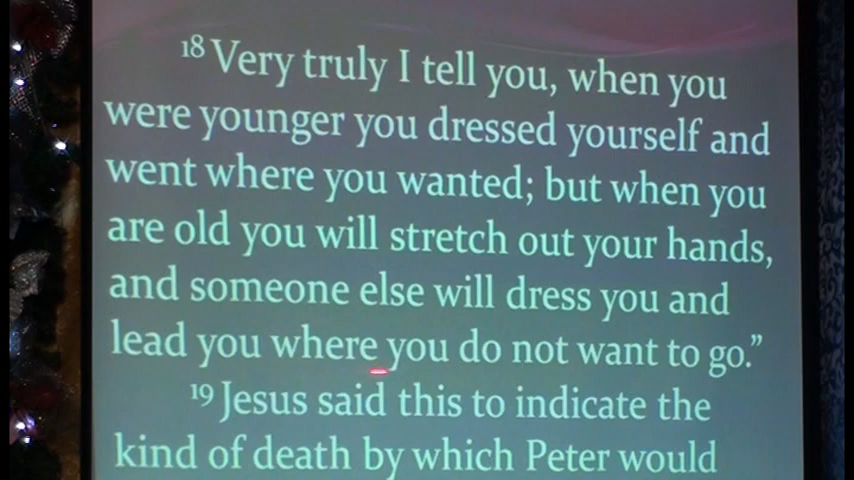 18 Very truly I tell you, when you
were younger you dressed yourself and
went where you wanted; but when you
are old you will stretch out your hands,
and someone else will dress you and
lead you where you do not want to go.”
19 Jesus said this to indicate the
kind of death by which Peter would